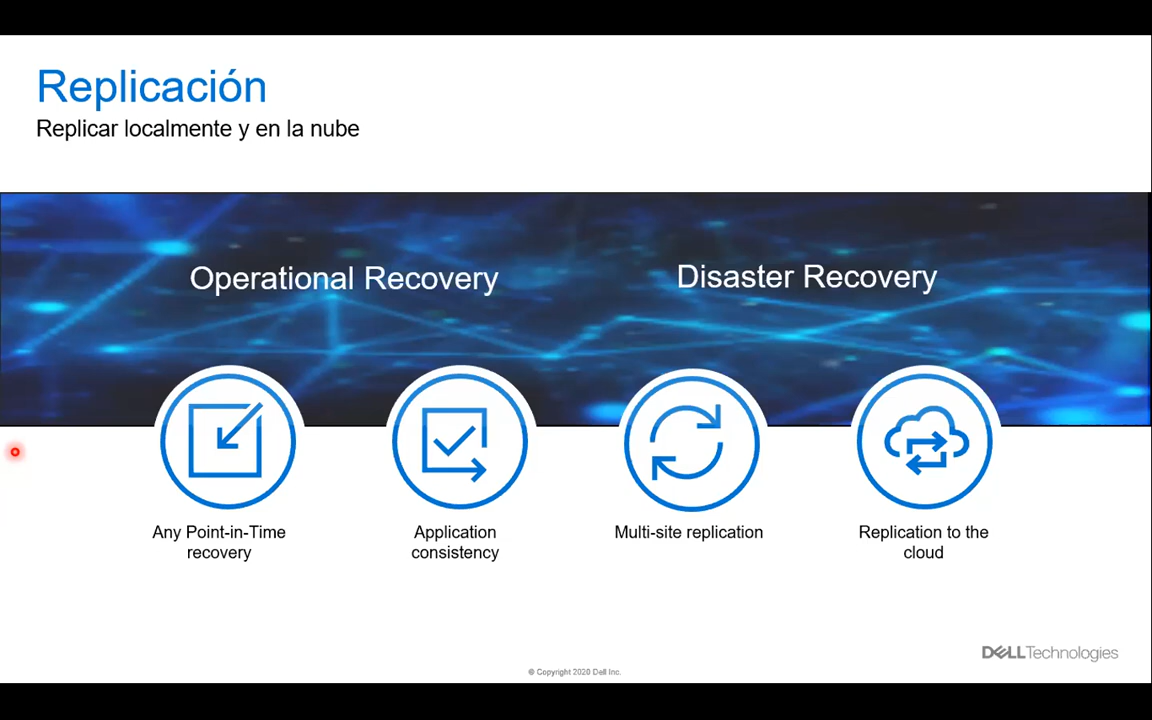 Replicación
Replicar localmente y en la nube
Operational Recovery
Disaster Recovery
Any Point-in-Time
recovery
Application
consistency
Multi-site replication
Replication to the
cloud
DELLTechnologies
© Copyright 2020 Dell Inc.